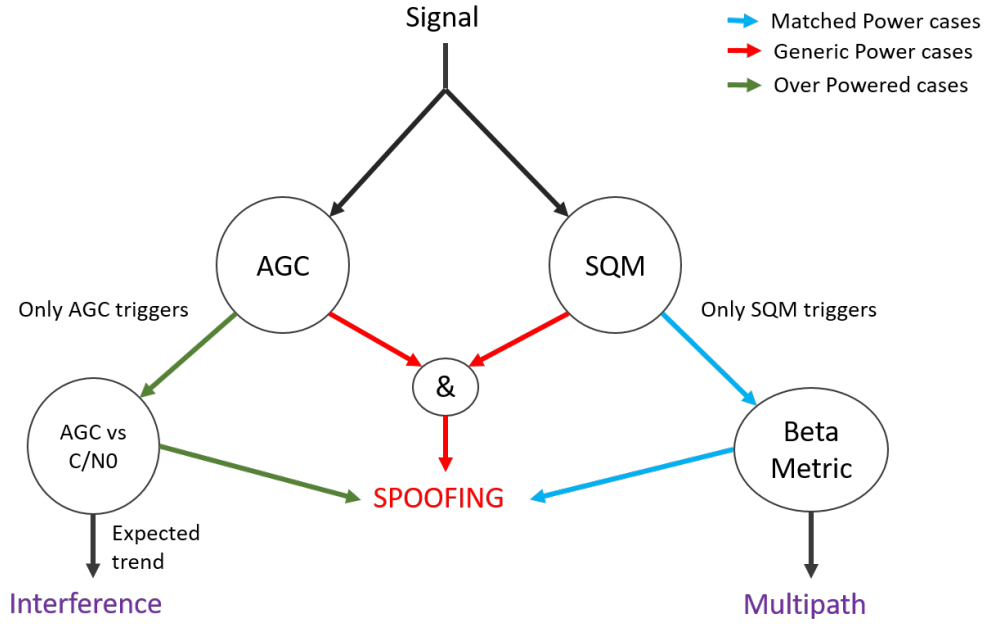 Signal
Matched Power cases
Generic Power cases
Over Powered cases
AGC
SQM
Only AGC triggers
Only SQM triggers
&
AGC vs
C/N0
Beta
Metric
SPOOFING
Expected
trend
Interference
Multipath